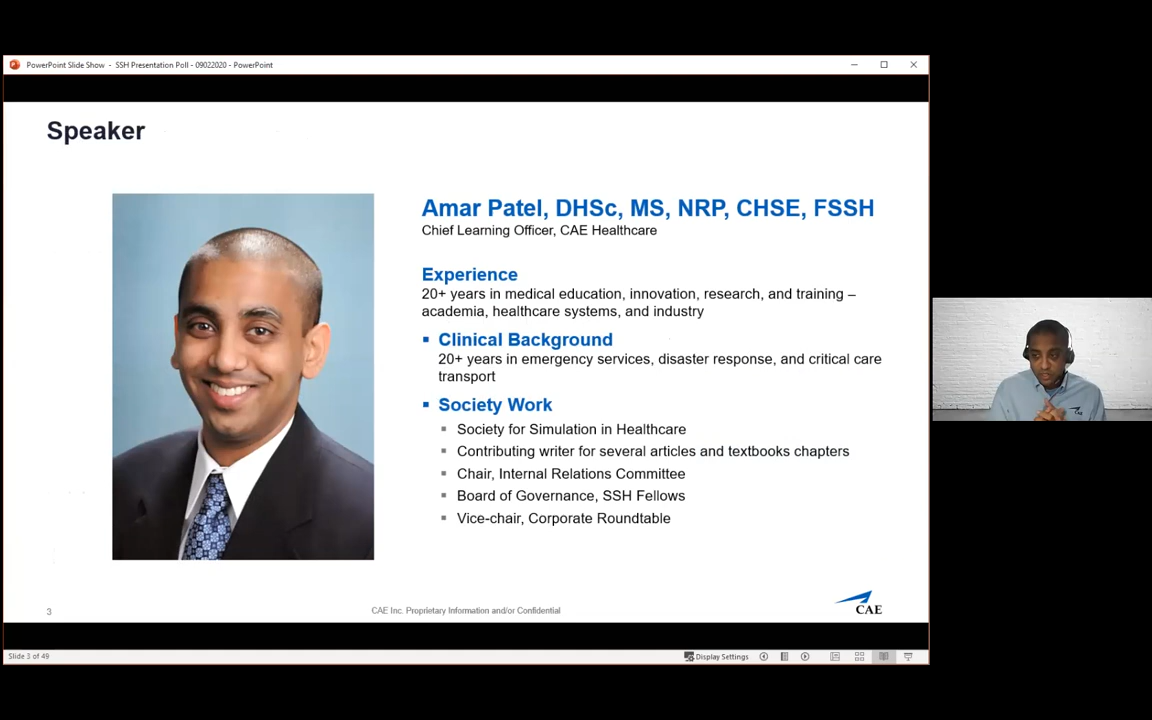 PowerPoint Slide Show - SSH Presentation Poll - 09022020 - PowerPoint
Speaker
Amar Patel, DHSc, MS, NRP, CHSE, FSSH
Chief Learning Officer, CAE Healthcare
Experience
20+ years in medical education, innovation, research, and training –
academia, healthcare systems, and industry
Clinical Background
20+ years in emergency services, disaster response, and critical care
transport
Society Work
Society for Simulation in Healthcare
Contributing writer for several articles and textbooks chapters
Chair, Internal Relations Committee
Board of Governance, SSH Fellows
Vice-chair, Corporate Roundtable
3
CAE Inc. Proprietary Information and/or Confidential
CAE
Slide 3 of 49
Display Settings